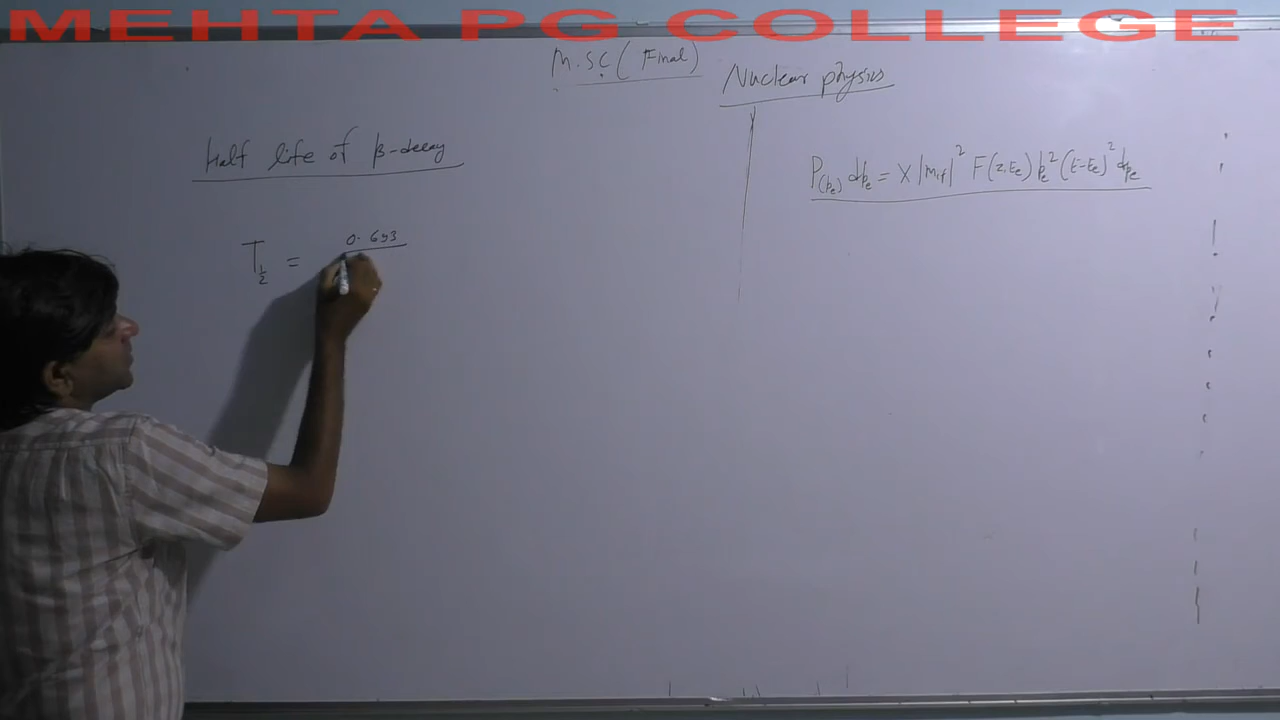 MEHTA PG COLLEGE
M.SC (Final)
Nuclear physics
Half life of β-decay
P(pe) dpe = X |Mif|² F(z,Ee) pe² (E-Ee)² dpe
T½ = 0.693